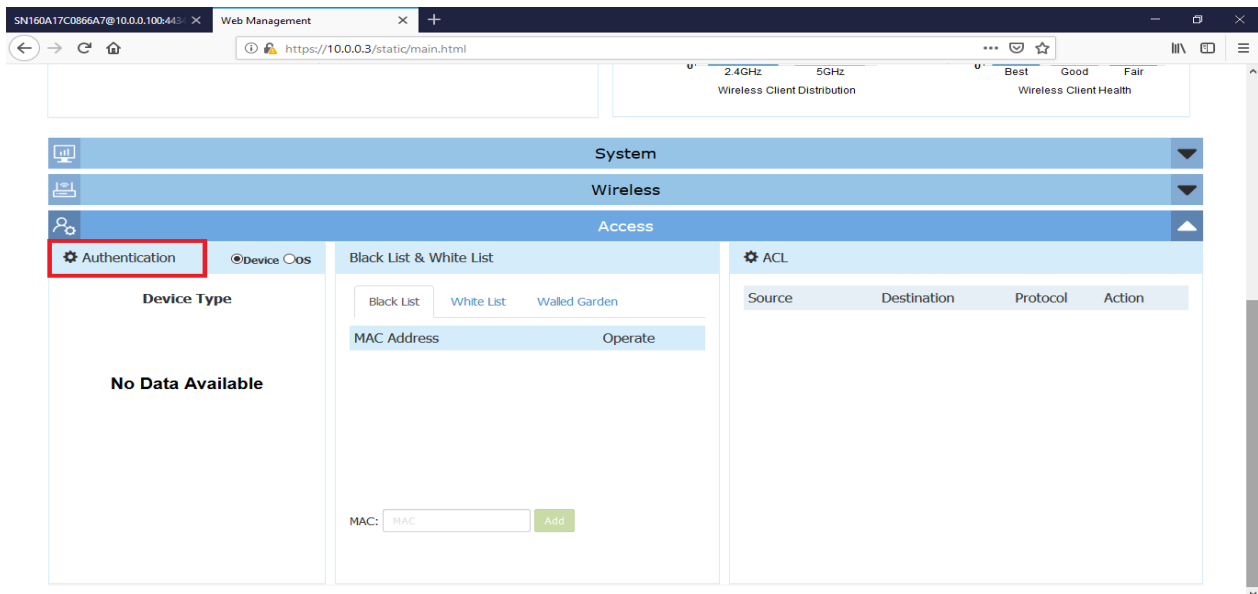 SN160A17C0866A7@10.0.0.100:443
Web Management
https://10.0.0.3/static/main.html
0
2.4GHz 5GHz
Wireless Client Distribution
0
Best Good Fair
Wireless Client Health
System
Wireless
Access
Authentication
Device OS
Device Type
No Data Available
Black List & White List
Black List White List Walled Garden
MAC Address Operate
MAC: MAC Add
ACL
Source Destination Protocol Action